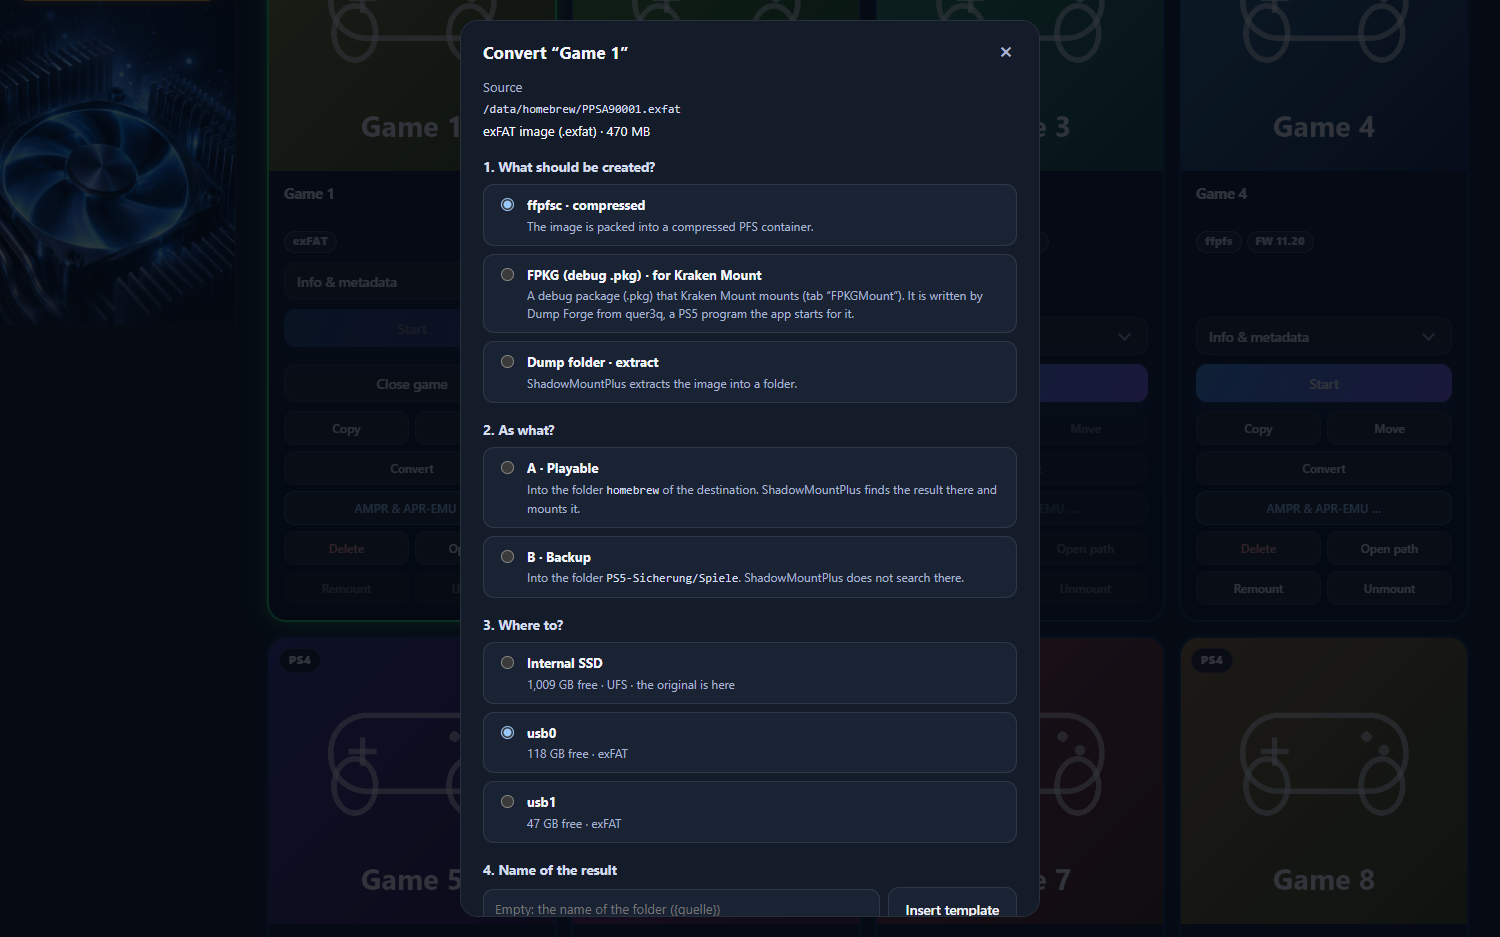 Convert “Game 1”
✕
Source
/data/homebrew/PPSA90001.exfat
exFAT image (.exfat) · 470 MB
1. What should be created?
ffpfsc · compressed
The image is packed into a compressed PFS container.
FPKG (debug .pkg) · for Kraken Mount
A debug package (.pkg) that Kraken Mount mounts (tab “FPKGMount”). It is written by
Dump Forge from quer3q, a PS5 program the app starts for it.
Dump folder · extract
ShadowMountPlus extracts the image into a folder.
2. As what?
A · Playable
Into the folder homebrew of the destination. ShadowMountPlus finds the result there and
mounts it.
B · Backup
Into the folder PS5-Sicherung/Spiele. ShadowMountPlus does not search there.
3. Where to?
Internal SSD
1,009 GB free · UFS · the original is here
usb0
118 GB free · exFAT
usb1
47 GB free · exFAT
4. Name of the result
Empty: the name of the folder ({quelle})
Insert template
Game 1
Game 1
exFAT
Info & metadata
Start
Close game
Copy
Convert
AMPR & APR-EMU
Delete
Remount
e 3
Move
EMU ...
Open path
Unmount
Game 4
Game 4
ffpfs
FW 11.20
Info & metadata
Start
Copy
Move
Convert
AMPR & APR-EMU ...
Delete
Open path
Remount
Unmount
PS4
Game 5
e 7
PS4
Game 8